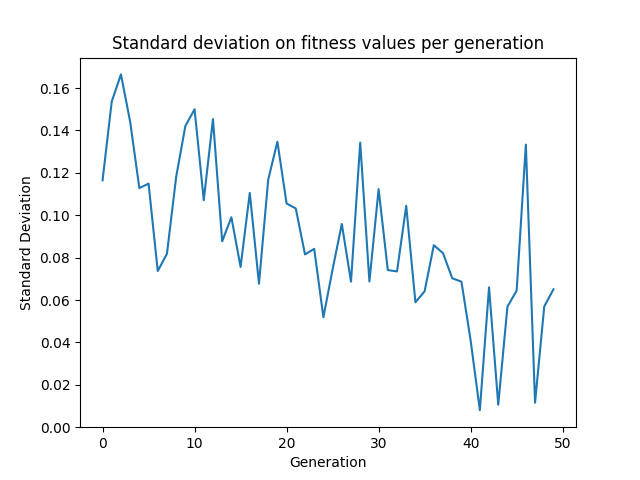 Standard deviation on fitness values per generation
Standard Deviation
0.16
0.14
0.12
0.10
0.08
0.06
0.04
0.02
0.00
0 10 20 30 40 50
Generation